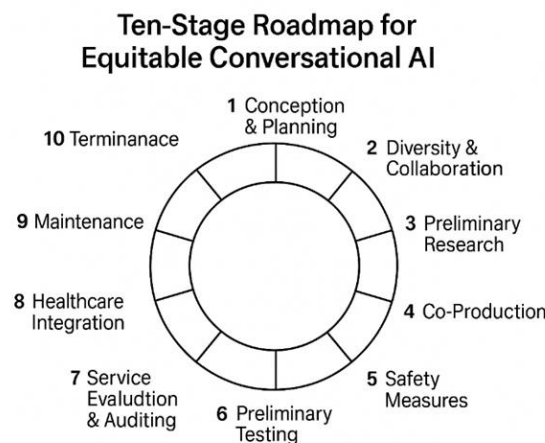 Ten-Stage Roadmap for
Equitable Conversational AI
1 Conception
& Planning
2 Diversity &
Collaboration
3 Preliminary
Research
4 Co-Production
5 Safety
Measures
6 Preliminary
Testing
7 Service
Evaludtion
& Auditing
8 Healthcare
Integration
9 Maintenance
10 Terminanace